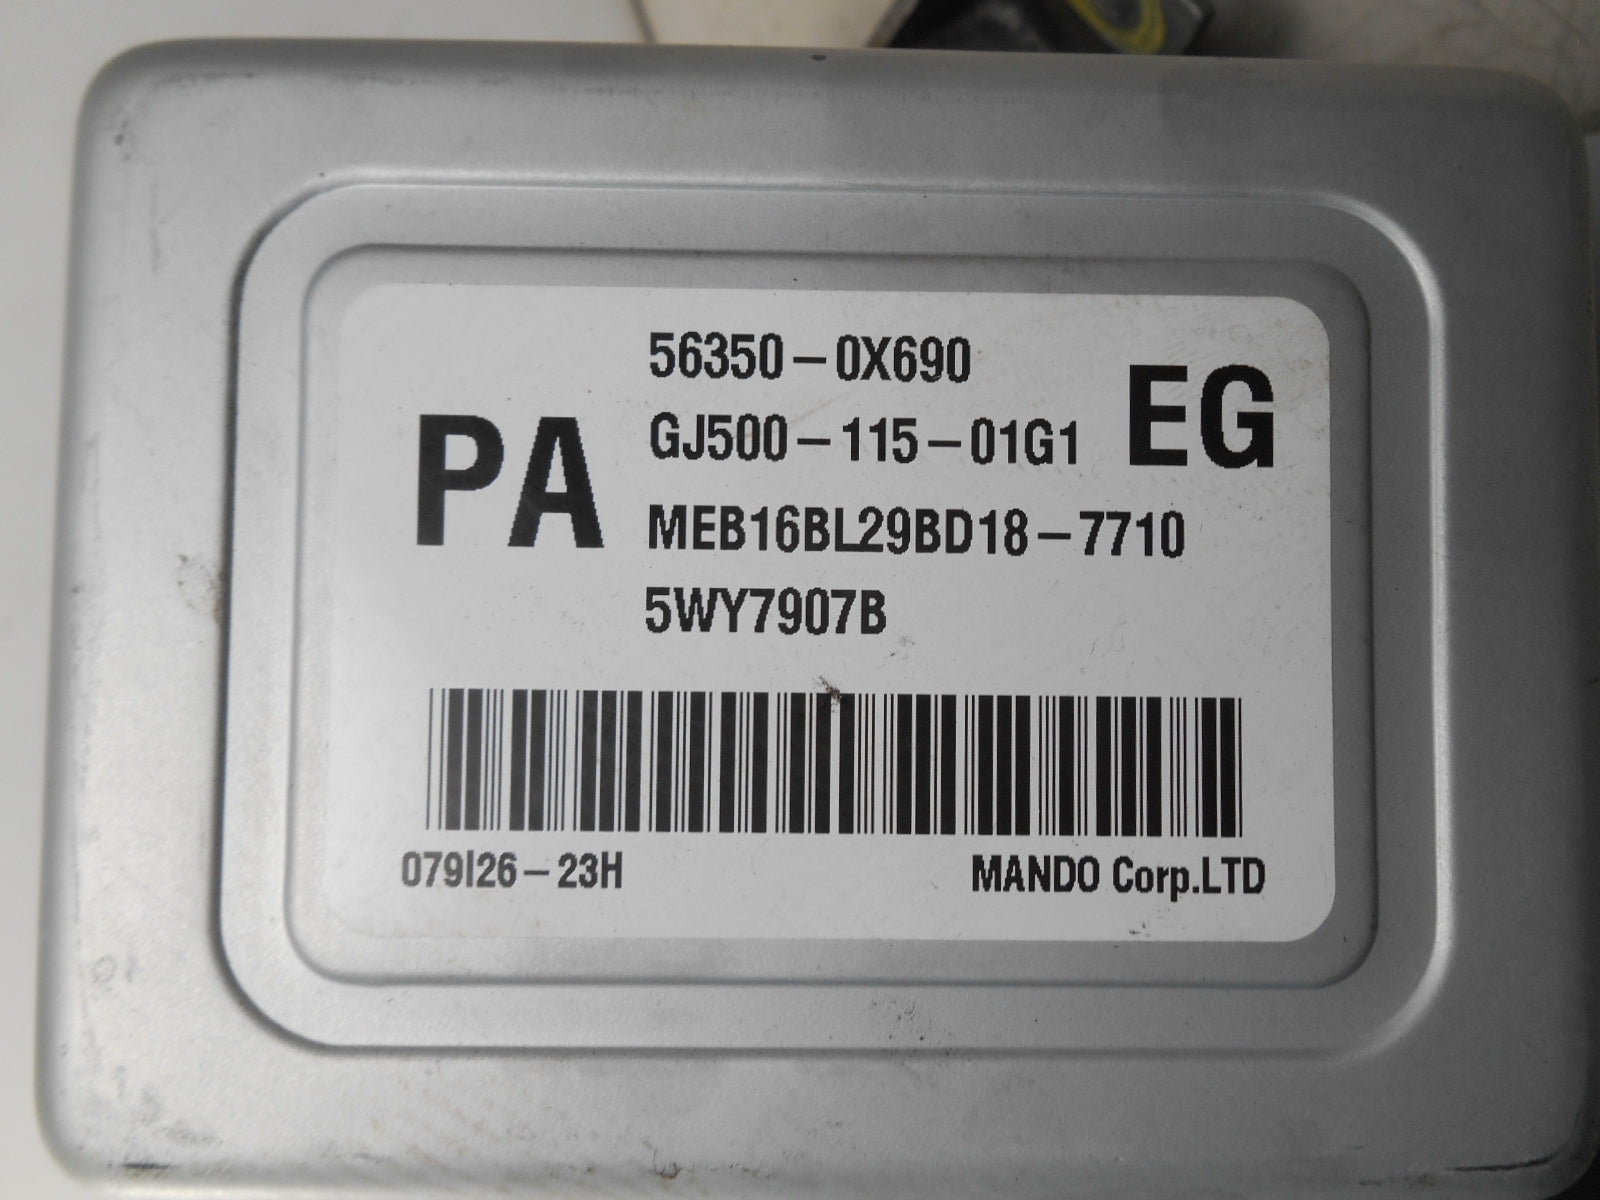 56350-0X690
EG
PA
GJ500-115-01G1
MEB16BL29BD18-7710
5WY7907B
079I26-23H
MANDO Corp.LTD